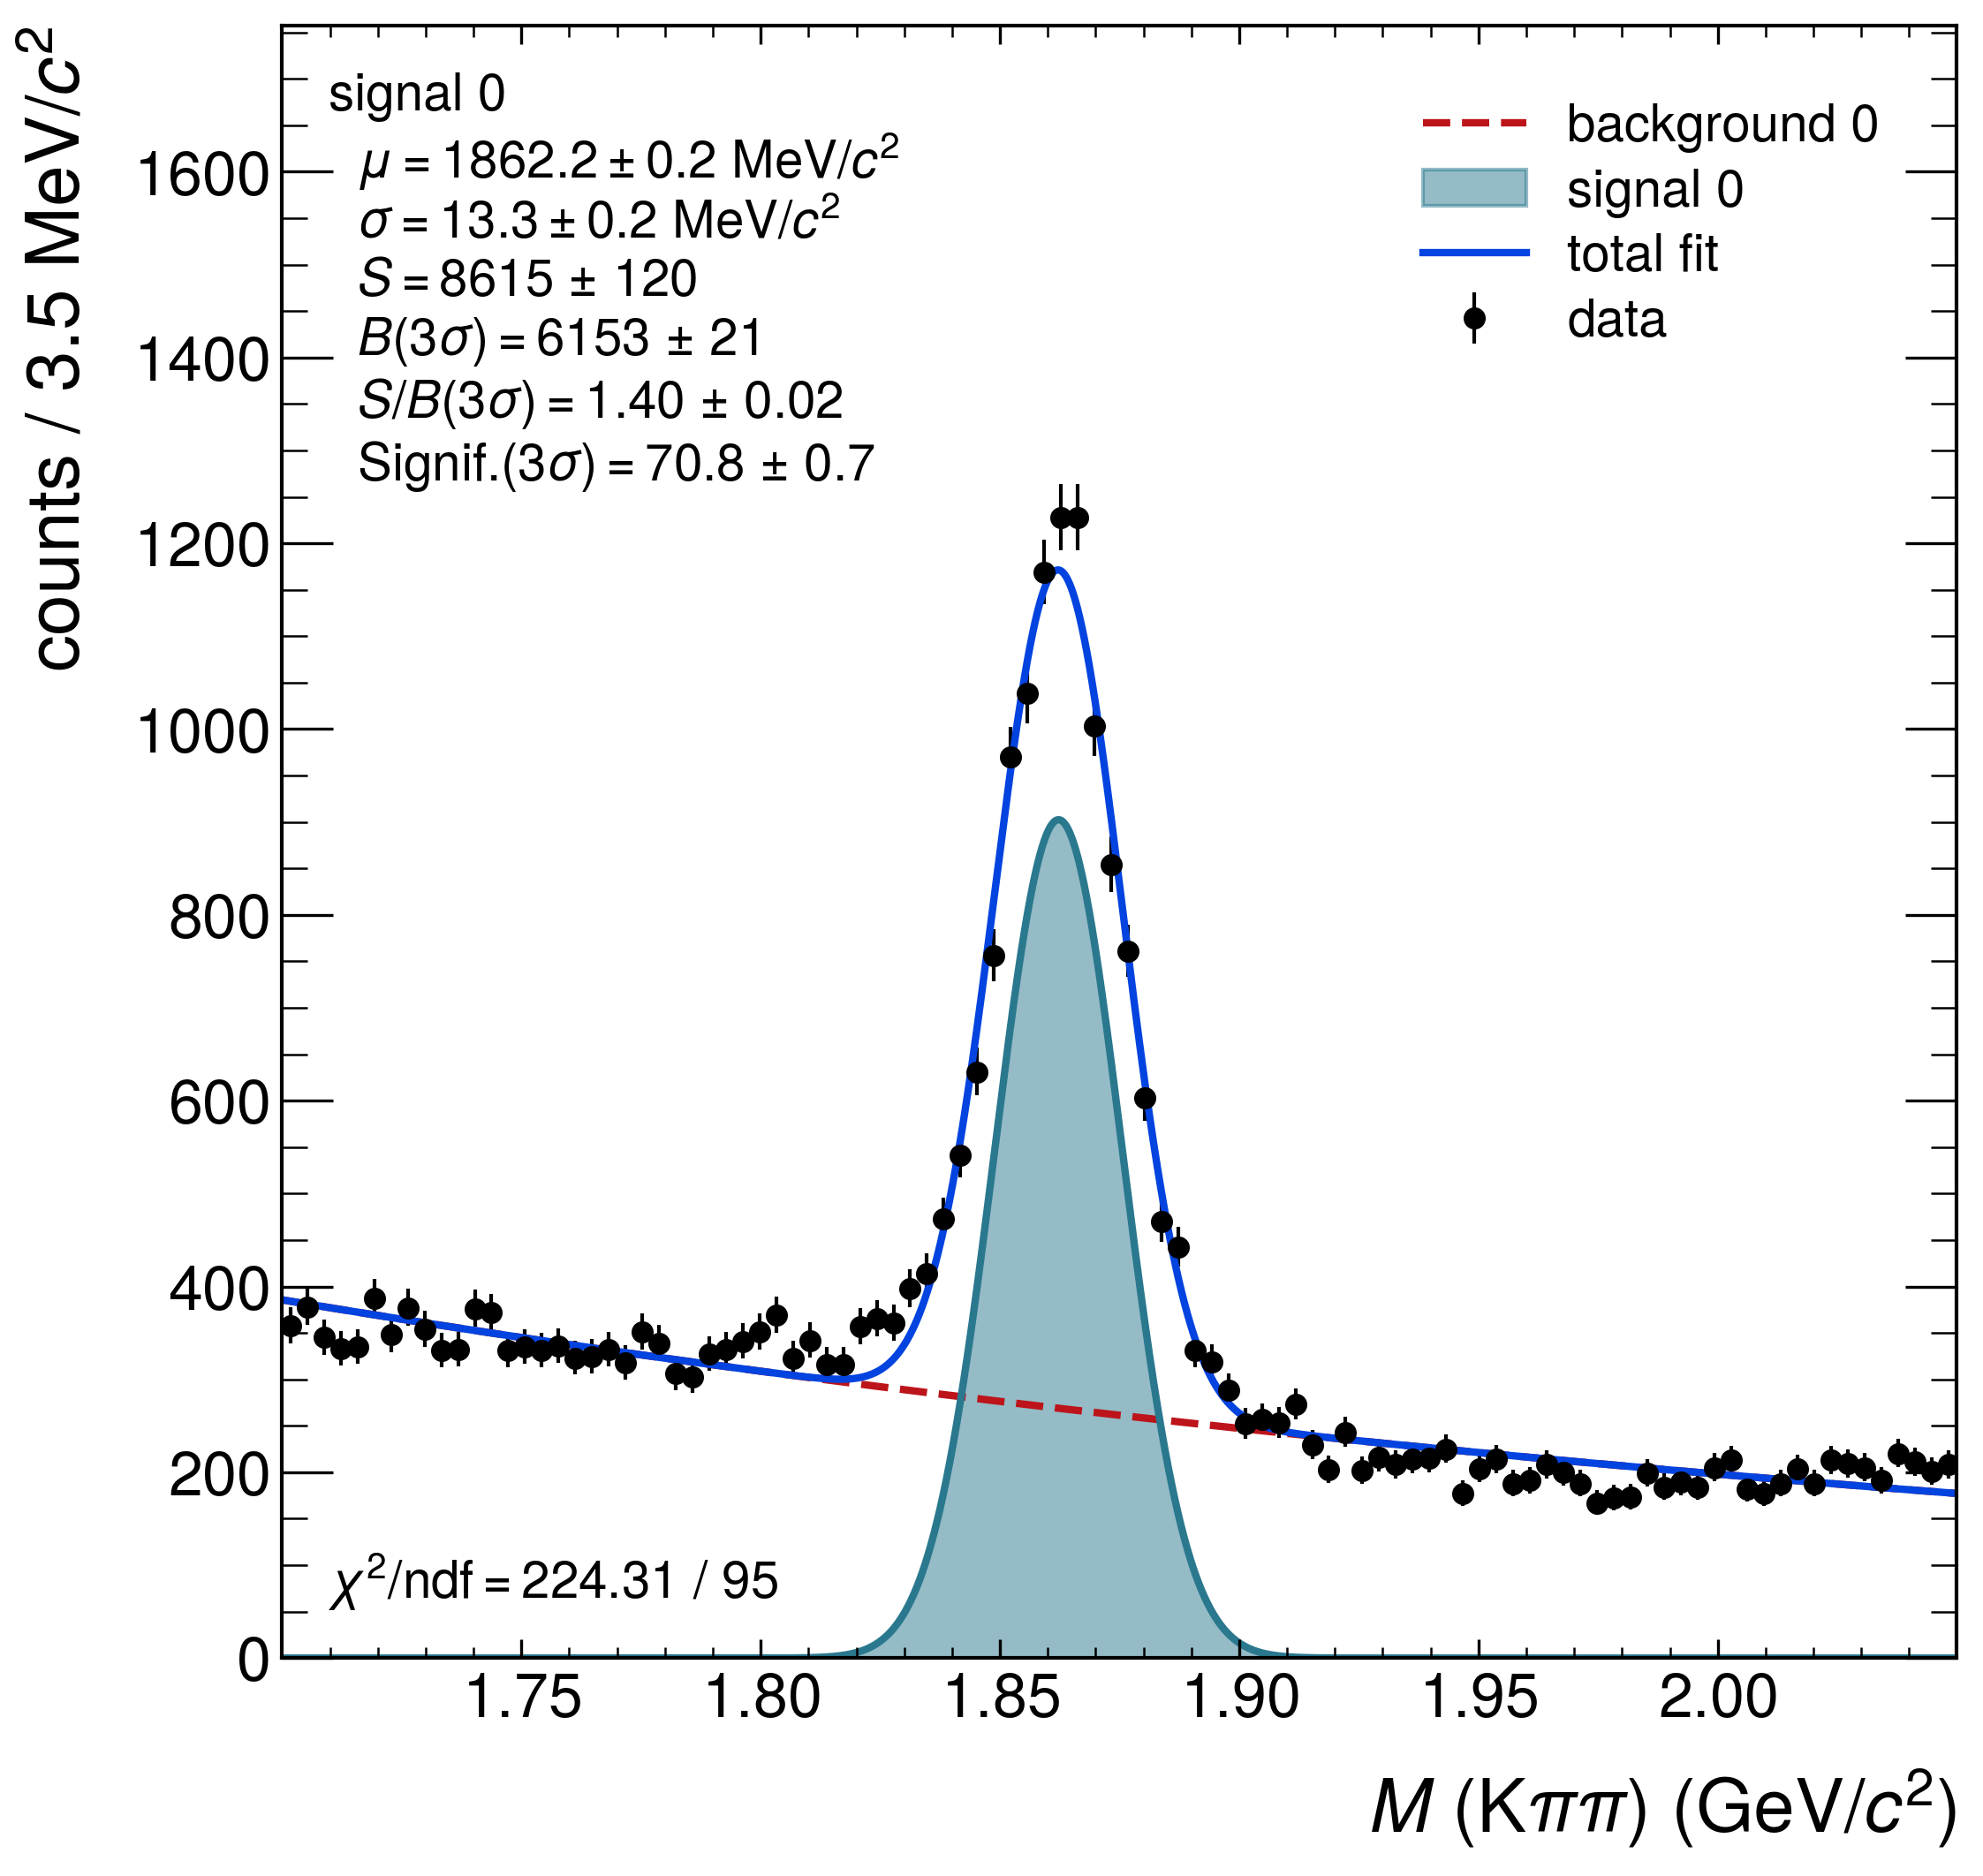 counts / 3.5 MeV/c²
signal 0
μ = 1862.2 ± 0.2 MeV/c²
σ = 13.3 ± 0.2 MeV/c²
S = 8615 ± 120
B(3σ) = 6153 ± 21
S/B(3σ) = 1.40 ± 0.02
Signif.(3σ) = 70.8 ± 0.7
background 0
signal 0
total fit
data
1600
1400
1200
1000
800
600
400
200
0
χ²/ndf = 224.31 / 95
1.75 1.80 1.85 1.90 1.95 2.00
M (Kππ) (GeV/c²)